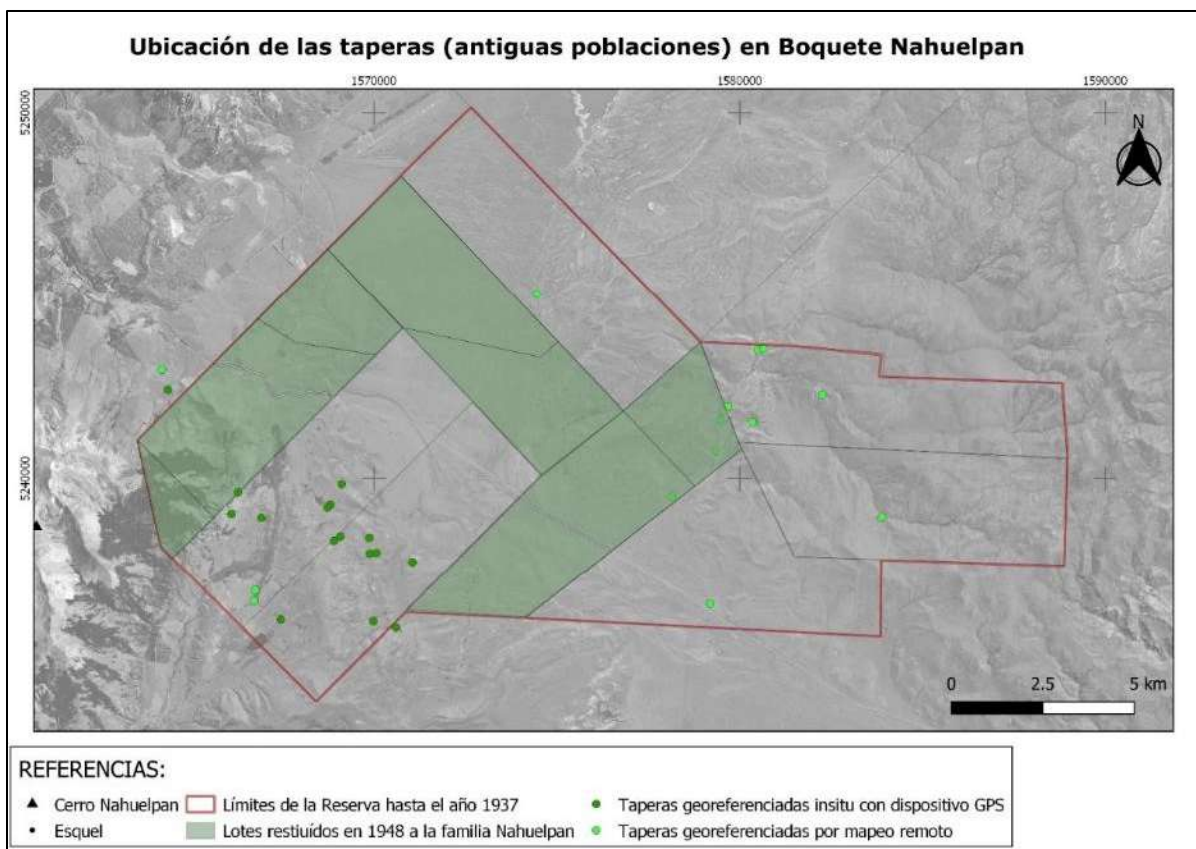 Ubicación de las taperas (antiguas poblaciones) en Boquete Nahuelpan
1570000
1580000
1590000
5250000
5240000
N
0 2.5 5 km
REFERENCIAS:
Cerro Nahuelpan
Límites de la Reserva hasta el año 1937
Taperas georeferenciadas insitu con dispositivo GPS
Esquel
Lotes restiuídos en 1948 a la familia Nahuelpan
Taperas georeferenciadas por mapeo remoto